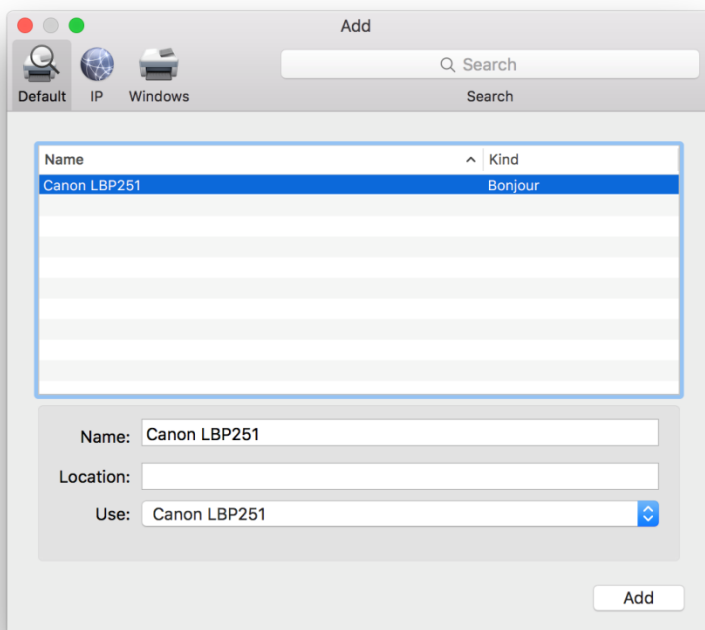 Add
Search
Default IP Windows Search
Name Kind
Canon LBP251 Bonjour
Name: Canon LBP251
Location:
Use: Canon LBP251
Add